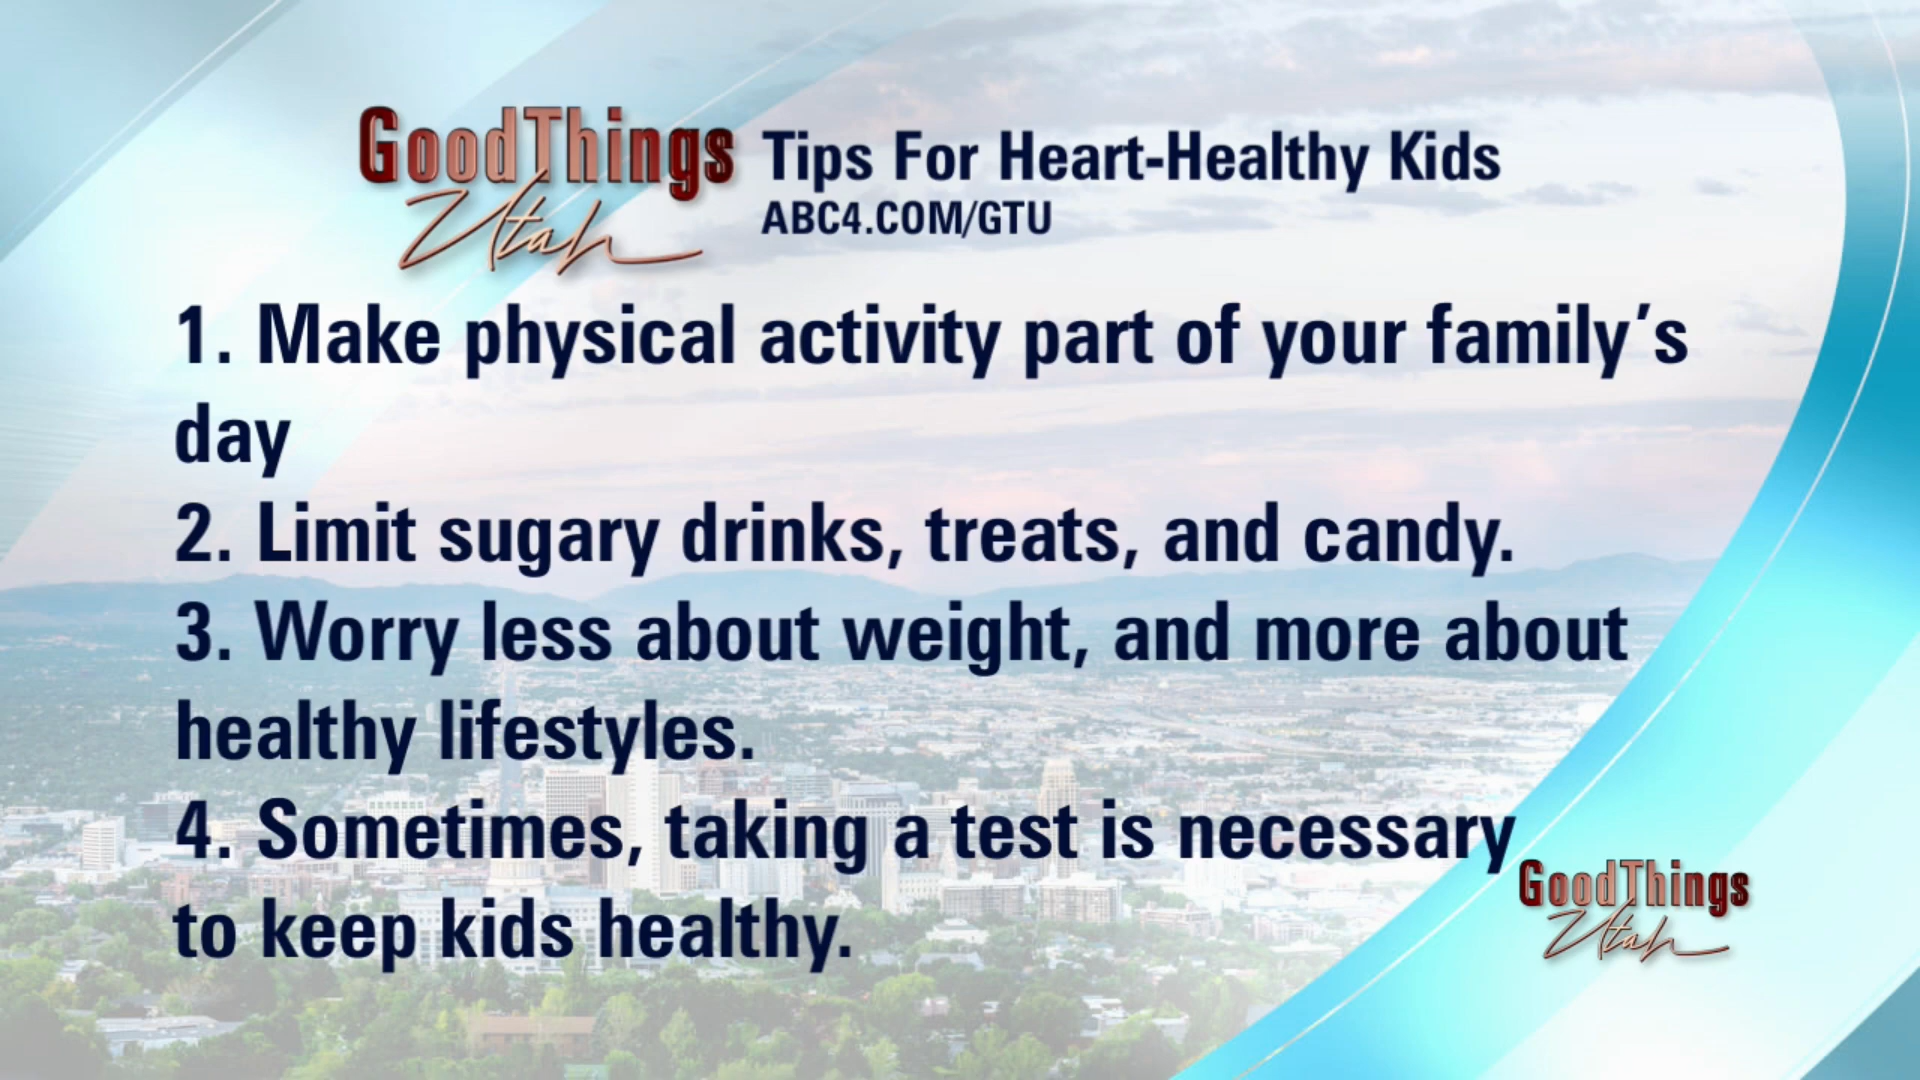 GoodThings
Utah
Tips For Heart-Healthy Kids
ABC4.COM/GTU
1. Make physical activity part of your family’s
day
2. Limit sugary drinks, treats, and candy.
3. Worry less about weight, and more about
healthy lifestyles.
4. Sometimes, taking a test is necessary
to keep kids healthy.
GoodThings
Utah